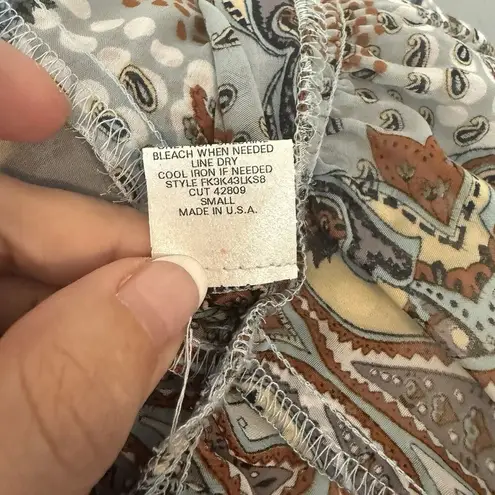 BLEACH WHEN NEEDED
LINE DRY
COOL IRON IF NEEDED
STYLE FK3K43LKS8
CUT 42809
SMALL
MADE IN U.S.A.